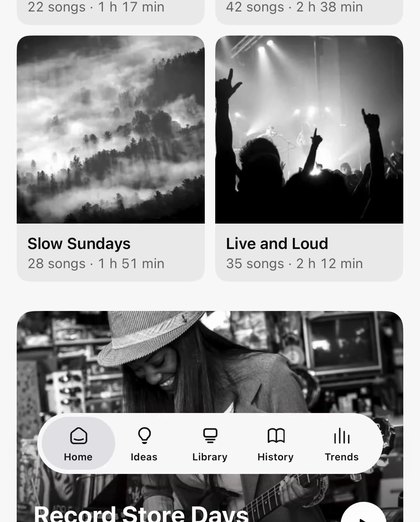 22 songs · 1 h 17 min
42 songs · 2 h 38 min
Slow Sundays
28 songs · 1 h 51 min
Live and Loud
35 songs · 2 h 12 min
Home
Ideas
Library
History
Trends
Record Store Days